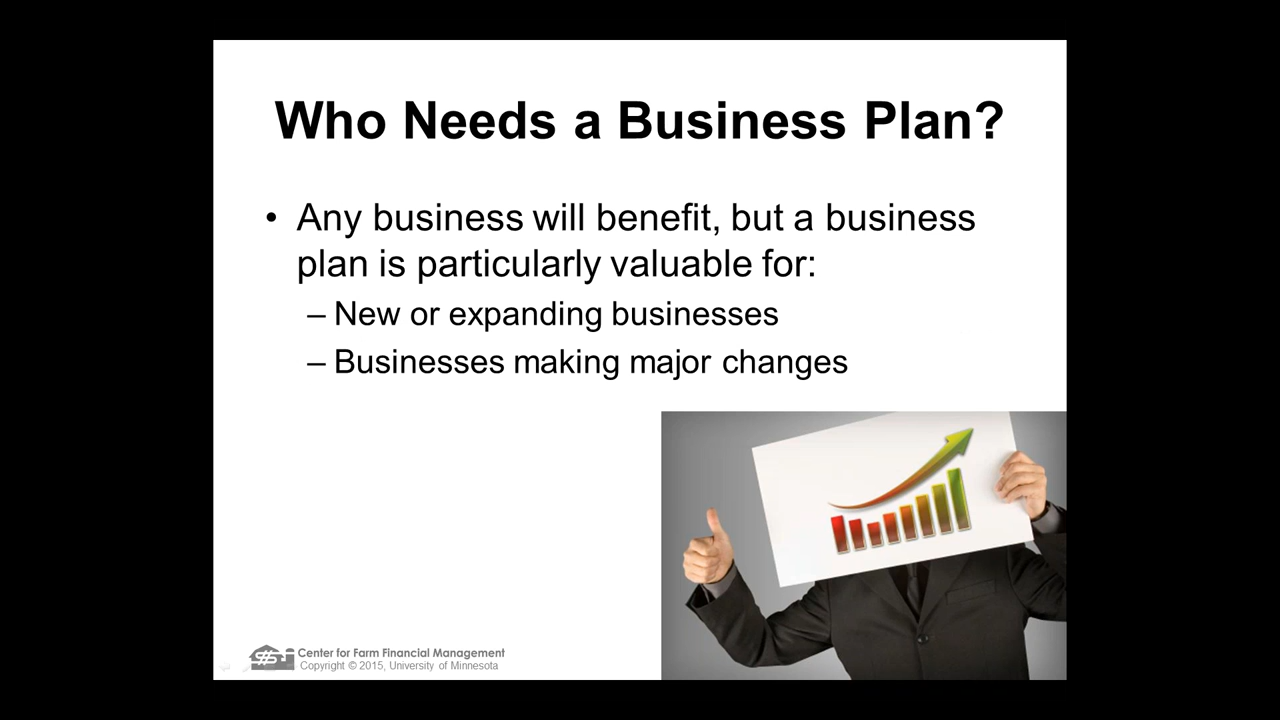 Who Needs a Business Plan?
• Any business will benefit, but a business
plan is particularly valuable for:
– New or expanding businesses
– Businesses making major changes
Center for Farm Financial Management
Copyright © 2015, University of Minnesota